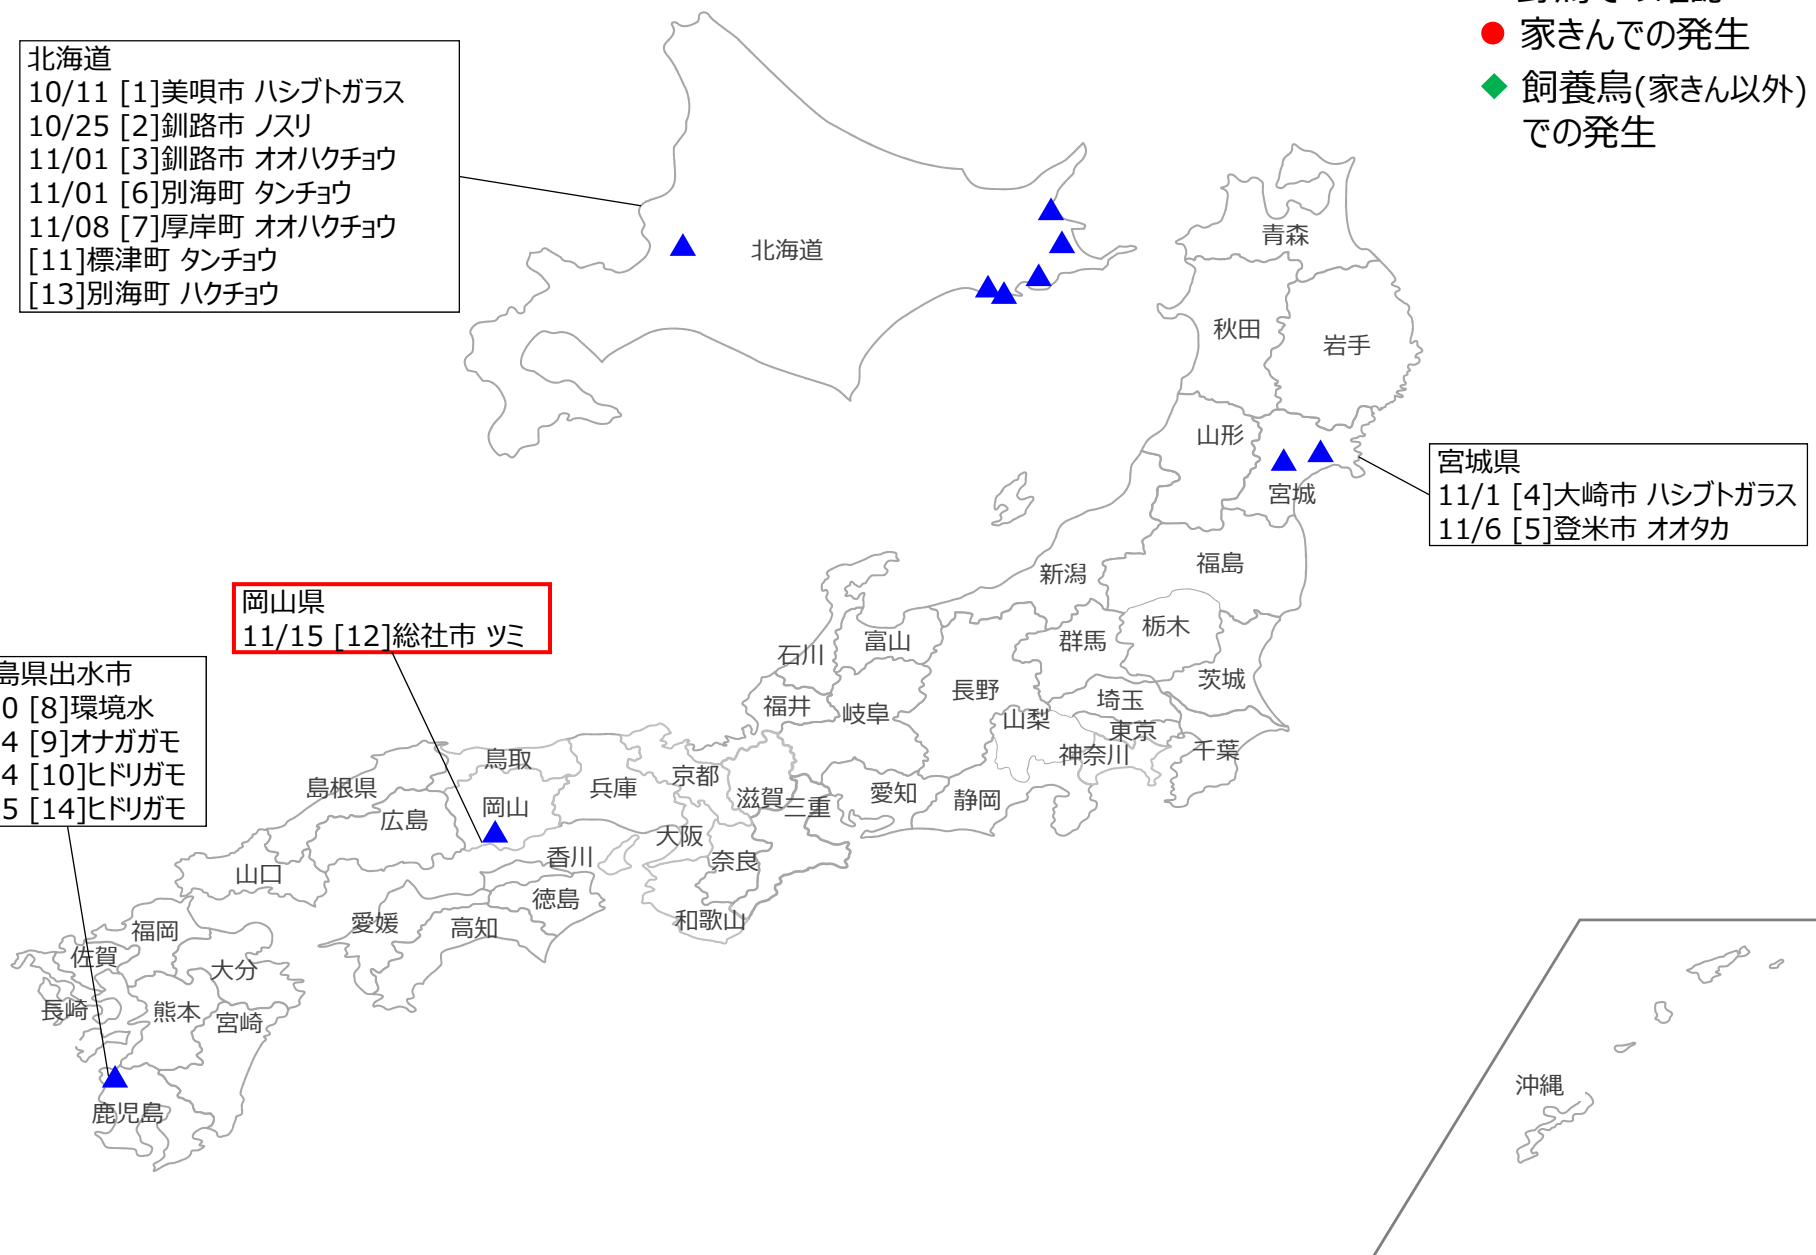 家きんでの発生
飼養鳥(家きん以外)
での発生
北海道
10/11 [1]美唄市 ハシブトガラス
10/25 [2]釧路市 ノスリ
11/01 [3]釧路市 オオハクチョウ
11/01 [6]別海町 タンチョウ
11/08 [7]厚岸町 オオハクチョウ
[11]標津町 タンチョウ
[13]別海町 ハクチョウ
北海道
青森
秋田
岩手
山形
宮城
宮城県
11/1 [4]大崎市 ハシブトガラス
11/6 [5]登米市 オオタカ
福島
新潟
岡山県
11/15 [12]総社市 ツミ
島県出水市
0 [8]環境水
4 [9]オナガガモ
4 [10]ヒドリガモ
5 [14]ヒドリガモ
栃木
群馬
富山
石川
茨城
長野
埼玉
福井
岐阜
山梨
東京
神奈川
千葉
鳥取
島根県
兵庫
京都
滋賀
三重
愛知
静岡
岡山
広島
大阪
香川
奈良
山口
徳島
和歌山
愛媛
高知
福岡
佐賀
大分
長崎
熊本
宮崎
鹿児島
沖縄